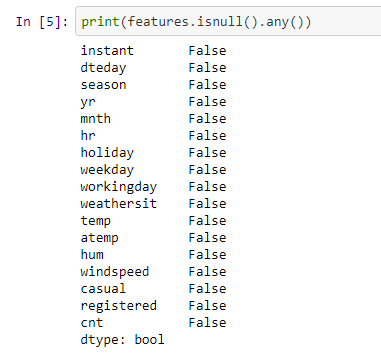 In [5]: print(features.isnull().any())
instant False
dteday False
season False
yr False
mnth False
hr False
holiday False
weekday False
workingday False
weathersit False
temp False
atemp False
hum False
windspeed False
casual False
registered False
cnt False
dtype: bool